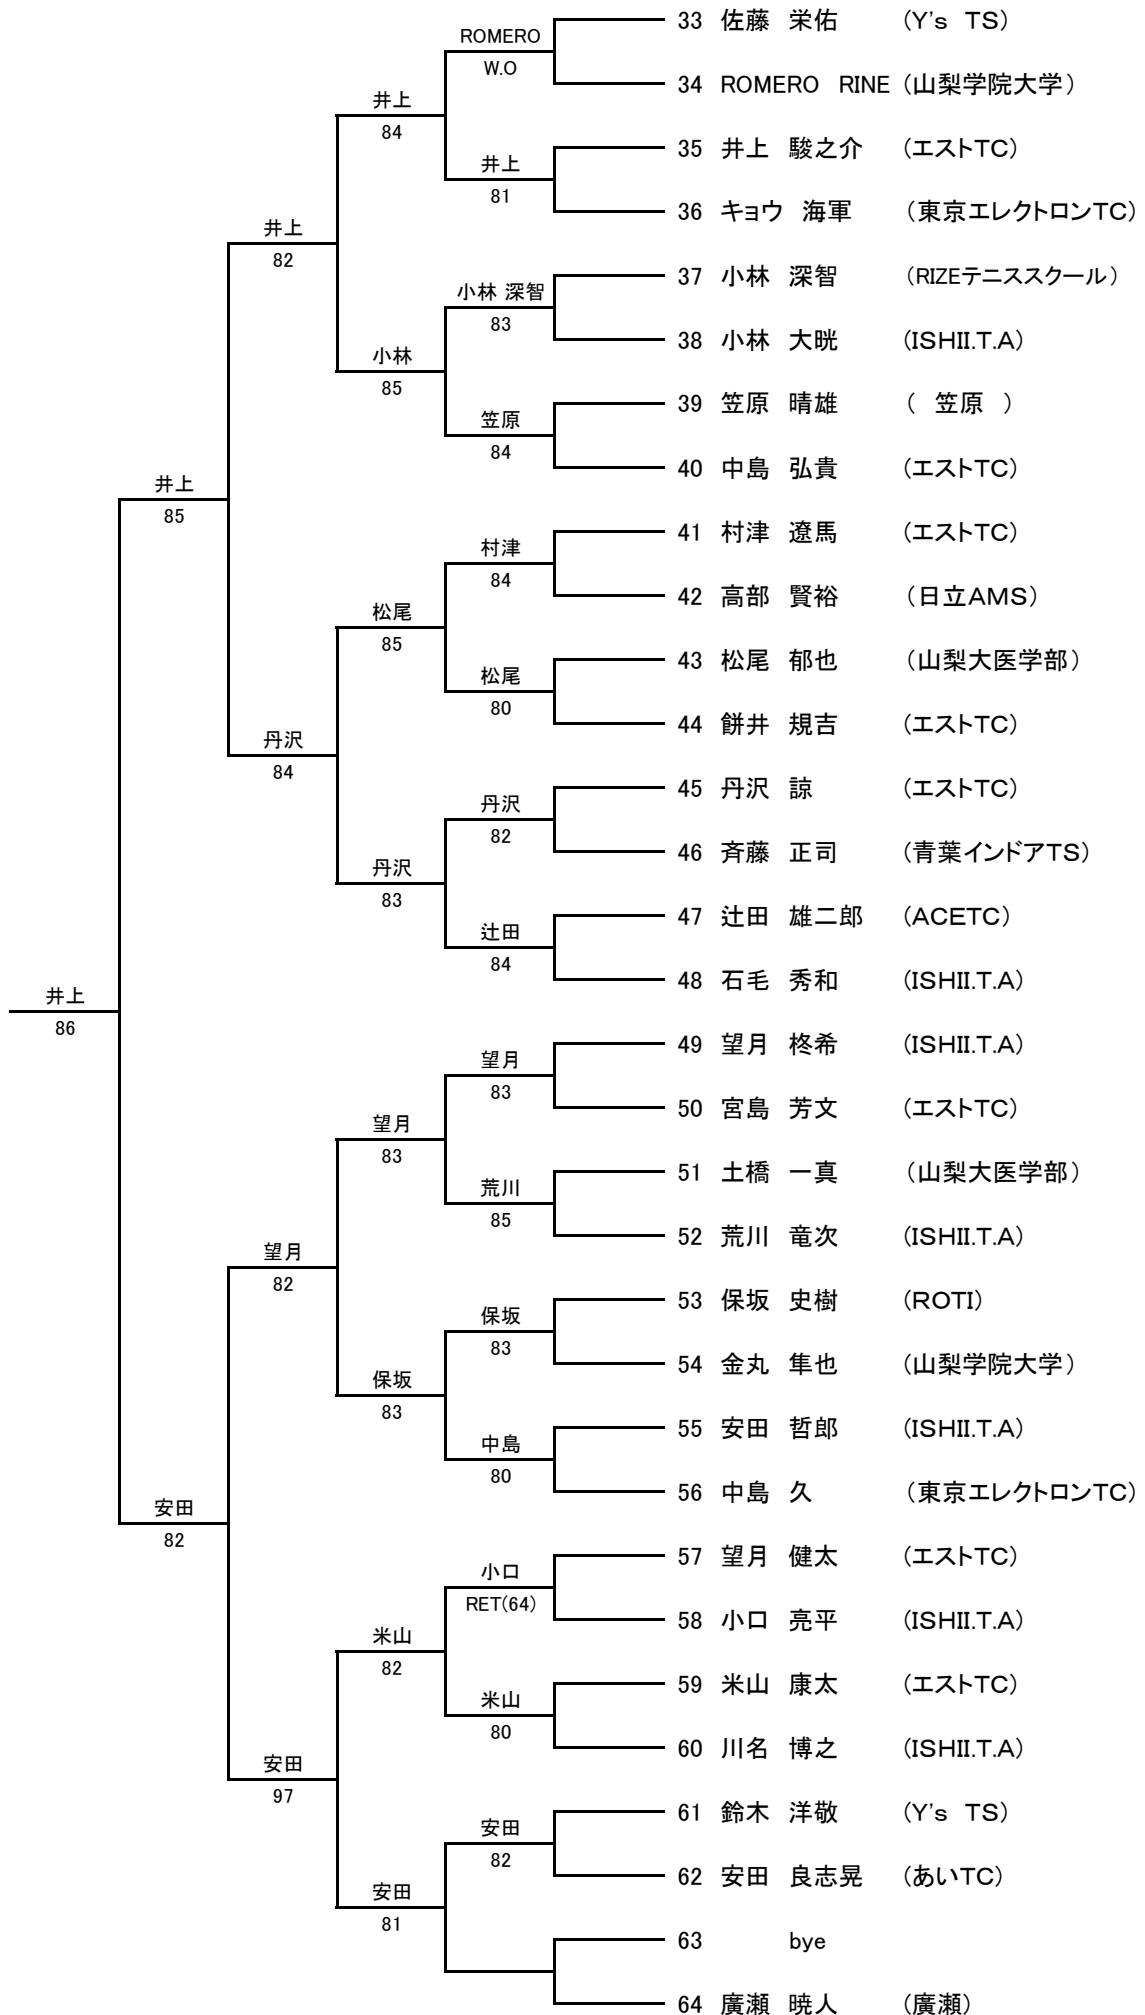 33 佐藤 栄佑 (Y's TS)
34 ROMERO RINE (山梨学院大学)
35 井上 駿之介 (エストTC)
36 キョウ 海軍 (東京エレクトロンTC)
37 小林 深智 (RIZEテニススクール)
38 小林 大晄 (ISHII.T.A)
39 笠原 晴雄 ( 笠原 )
40 中島 弘貴 (エストTC)
41 村津 遼馬 (エストTC)
42 高部 賢裕 (日立AMS)
43 松尾 郁也 (山梨大医学部)
44 餅井 規吉 (エストTC)
45 丹沢 諒 (エストTC)
46 斉藤 正司 (青葉インドアTS)
47 辻田 雄二郎 (ACETC)
48 石毛 秀和 (ISHII.T.A)
49 望月 柊希 (ISHII.T.A)
50 宮島 芳文 (エストTC)
51 土橋 一真 (山梨大医学部)
52 荒川 竜次 (ISHII.T.A)
53 保坂 史樹 (ROTI)
54 金丸 隼也 (山梨学院大学)
55 安田 哲郎 (ISHII.T.A)
56 中島 久 (東京エレクトロンTC)
57 望月 健太 (エストTC)
58 小口 亮平 (ISHII.T.A)
59 米山 康太 (エストTC)
60 川名 博之 (ISHII.T.A)
61 鈴木 洋敬 (Y's TS)
62 安田 良志晃 (あいTC)
63 bye
64 廣瀬 暁人 (廣瀬)
ROMERO
W.O
井上
81
小林 深智
83
笠原
84
村津
84
松尾
80
丹沢
82
辻田
84
望月
83
荒川
85
保坂
83
中島
80
小口
RET(64)
米山
80
安田
82
井上
84
小林
85
松尾
85
丹沢
83
望月
83
保坂
83
米山
82
安田
81
井上
82
丹沢
84
望月
82
安田
97
井上
85
安田
82
井上
86